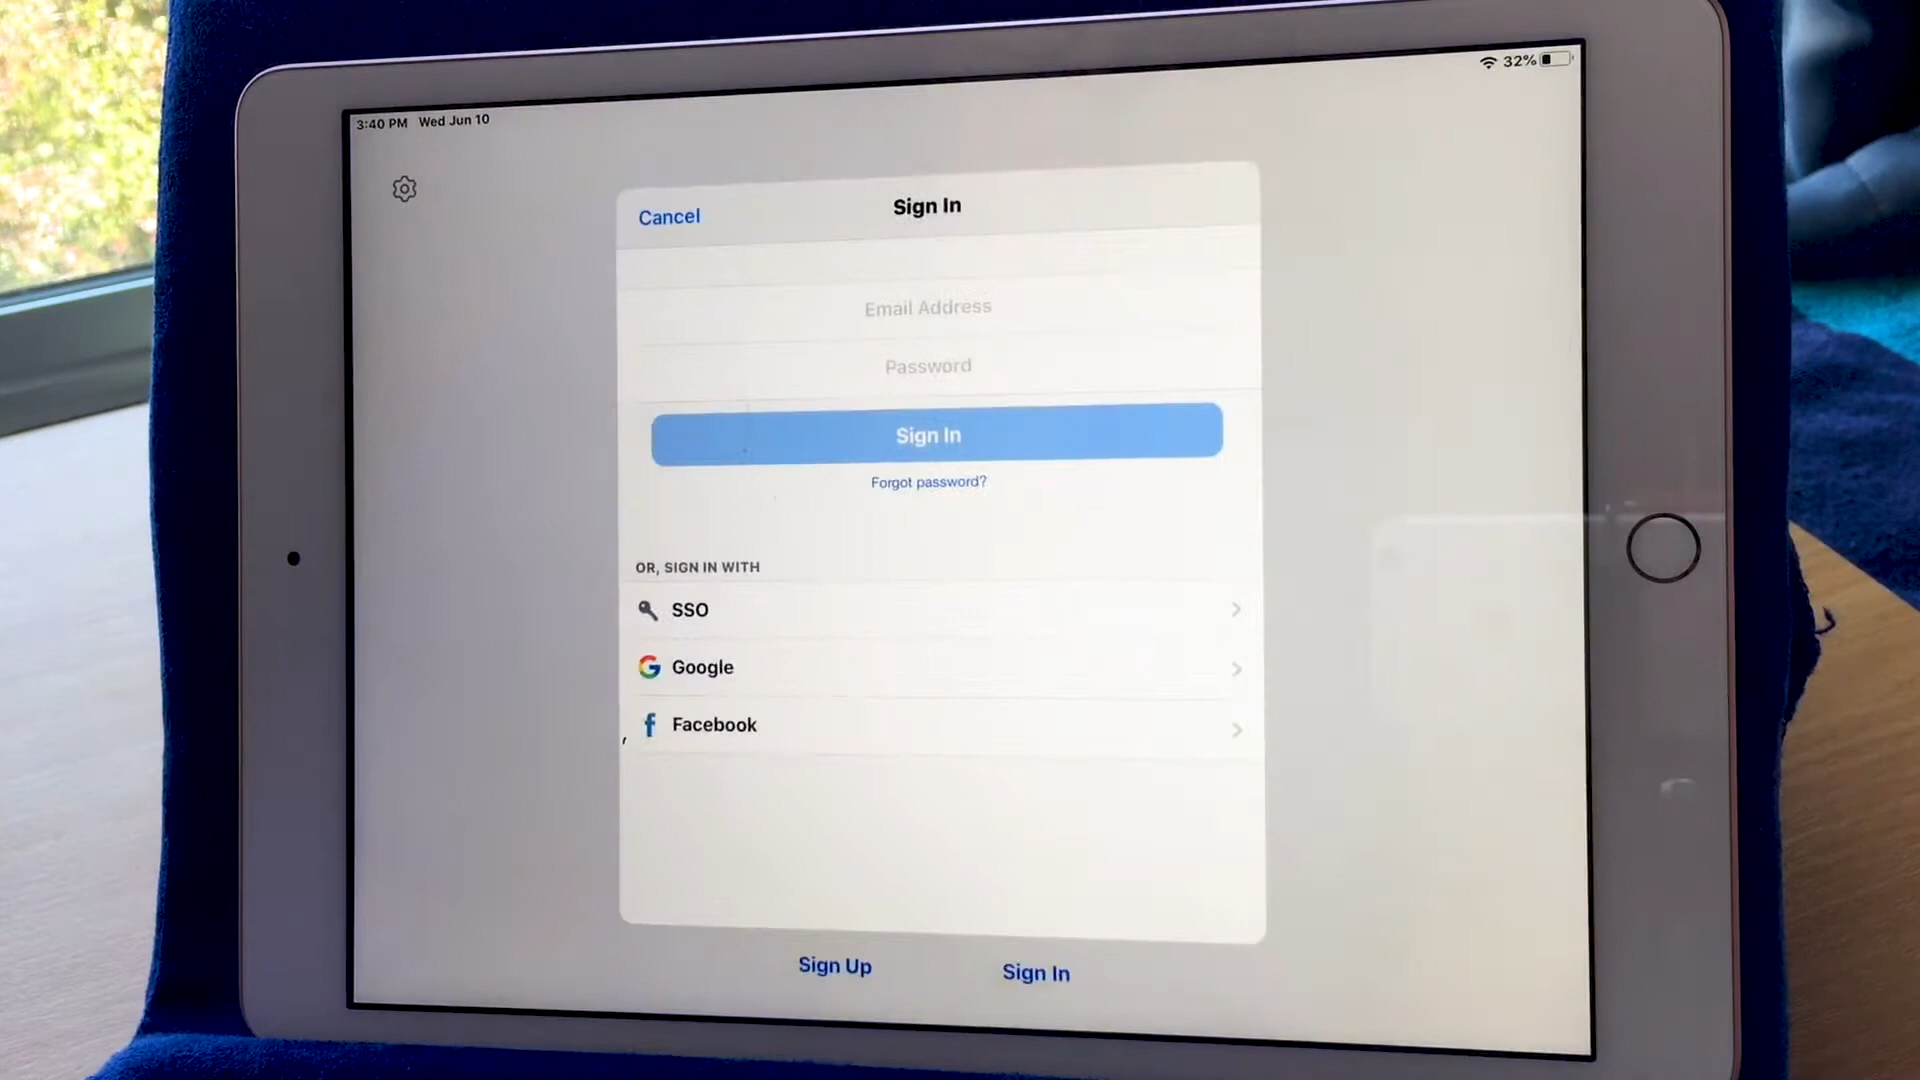 3:40 PM Wed Jun 10
32%
Cancel
Sign In
Email Address
Password
Sign In
Forgot password?
OR, SIGN IN WITH
SSO
Google
Facebook
Sign Up
Sign In